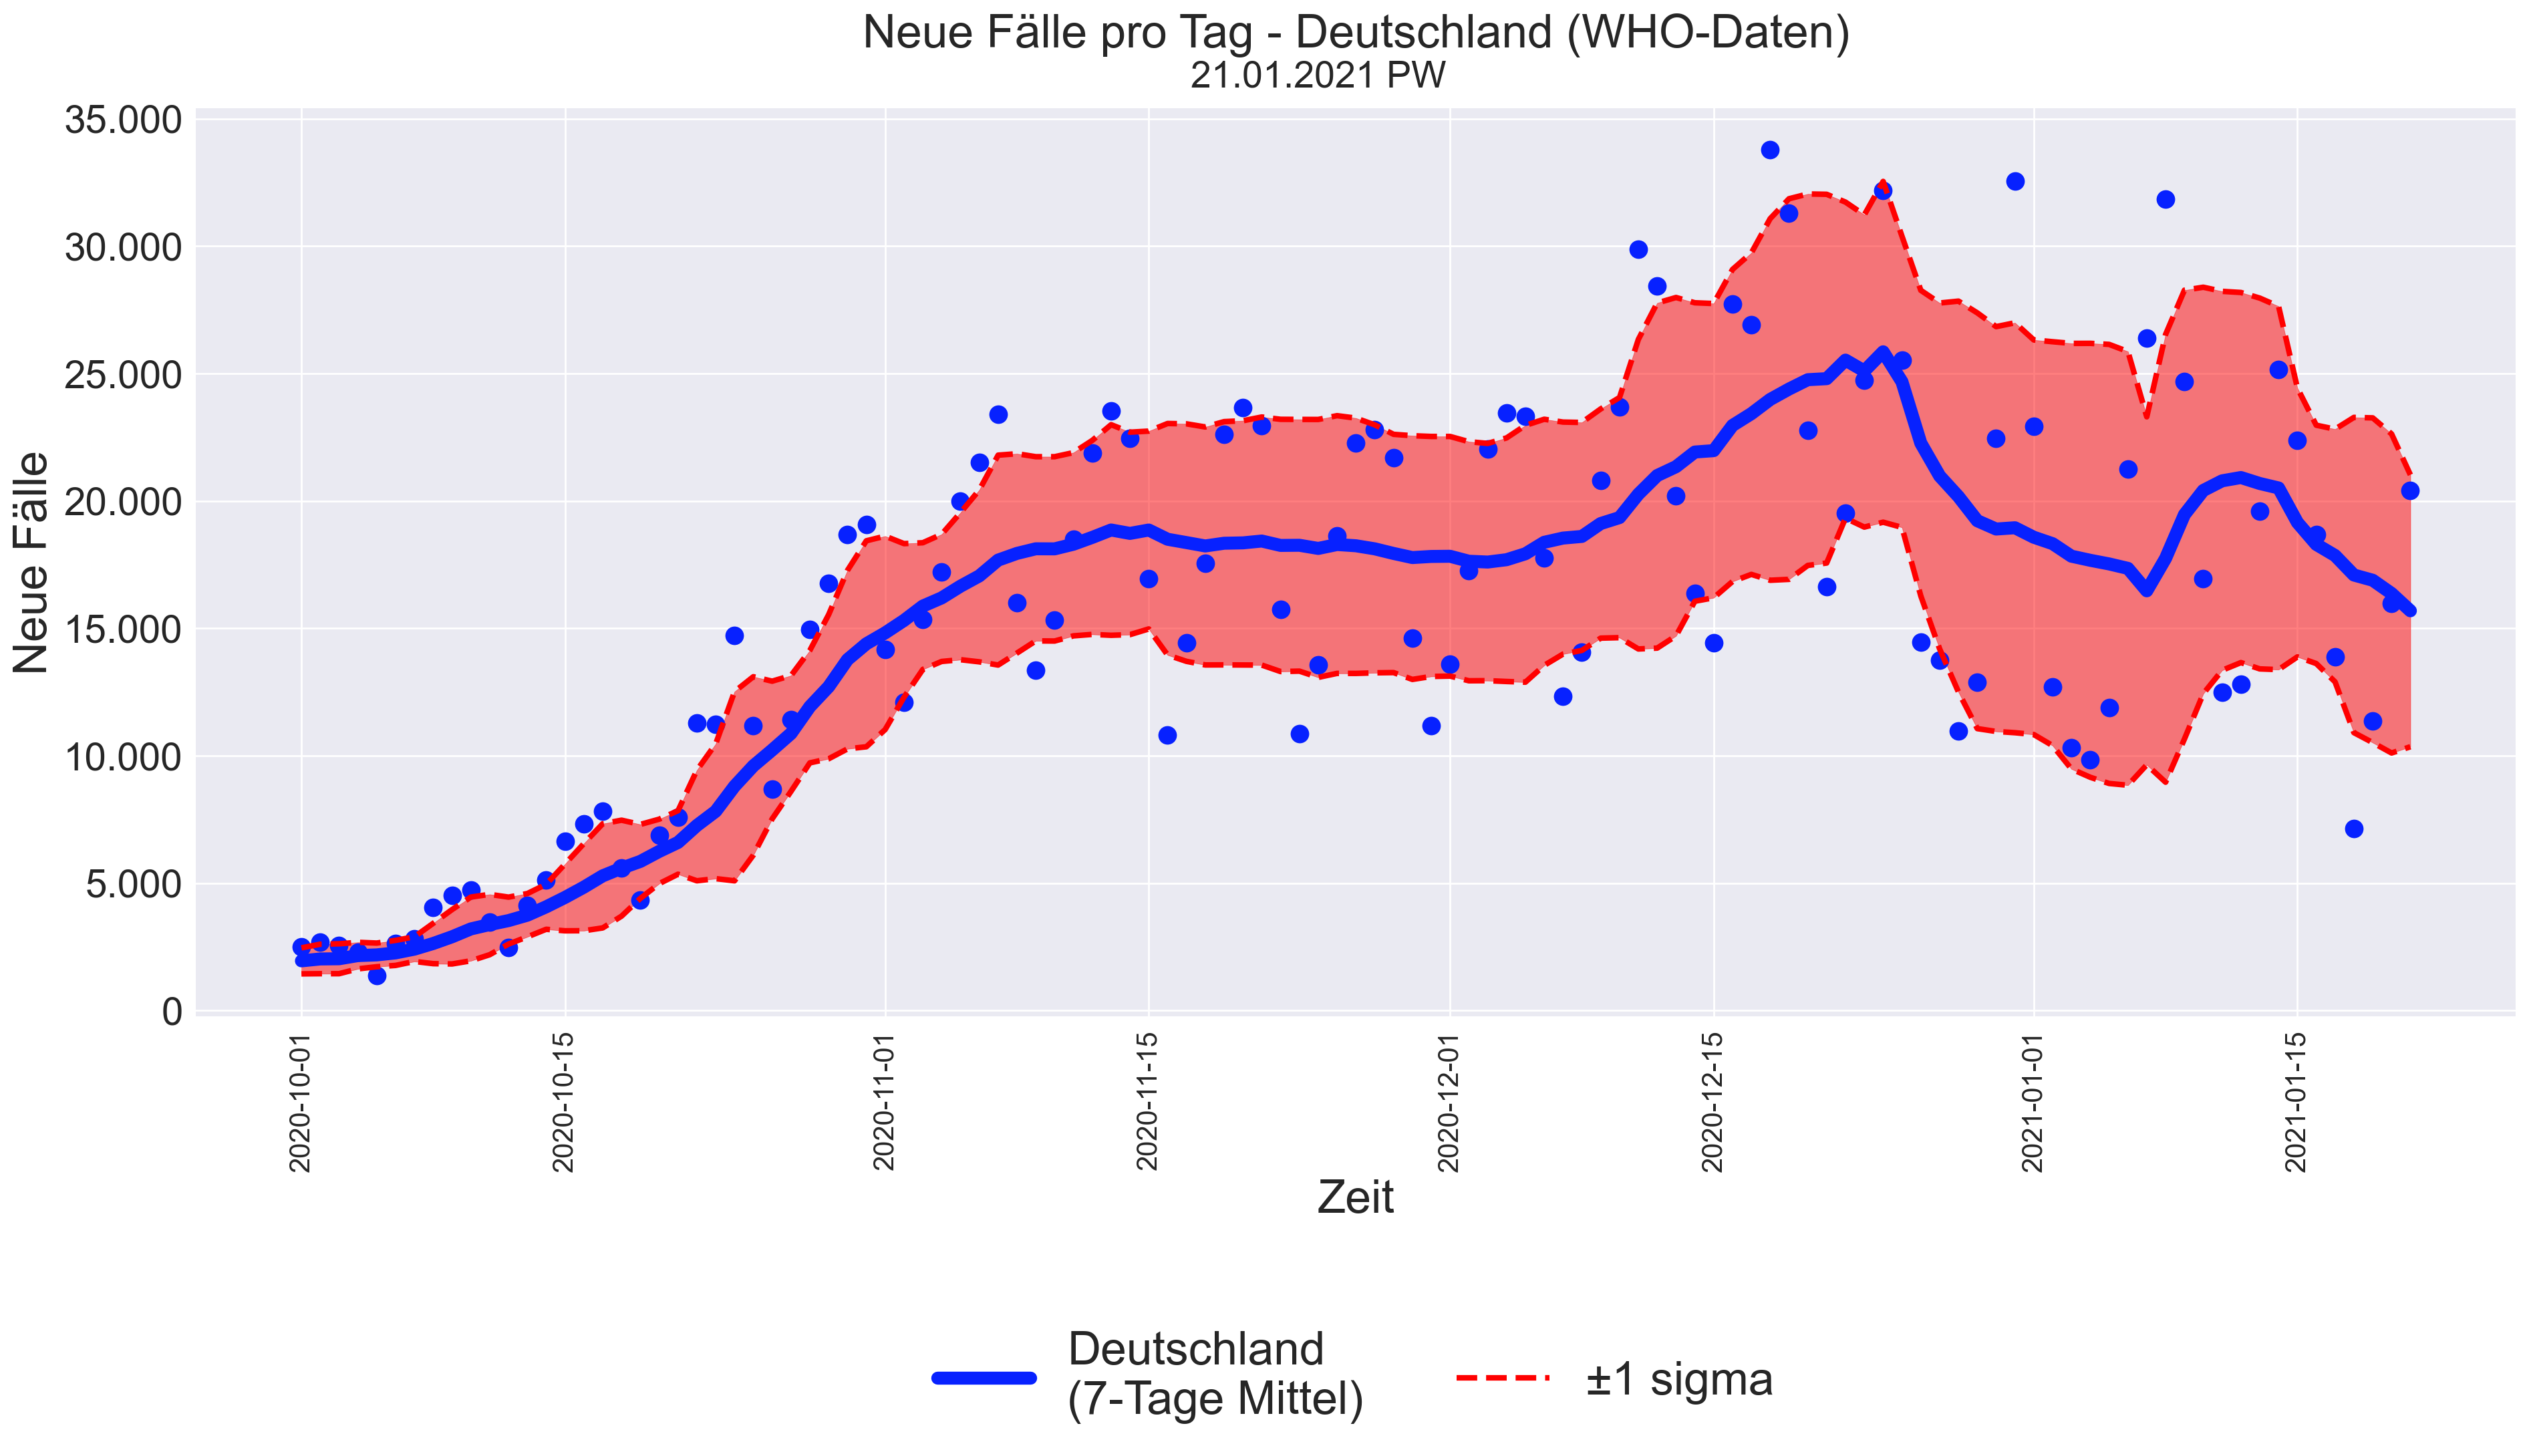 Neue Fälle pro Tag - Deutschland (WHO-Daten)
21.01.2021 PW
35.000
30.000
25.000
20.000
15.000
10.000
5.000
0
Neue Fälle
2020-10-01
2020-10-15
2020-11-01
2020-11-15
2020-12-01
2020-12-15
2021-01-01
2021-01-15
Zeit
Deutschland
(7-Tage Mittel)
±1 sigma